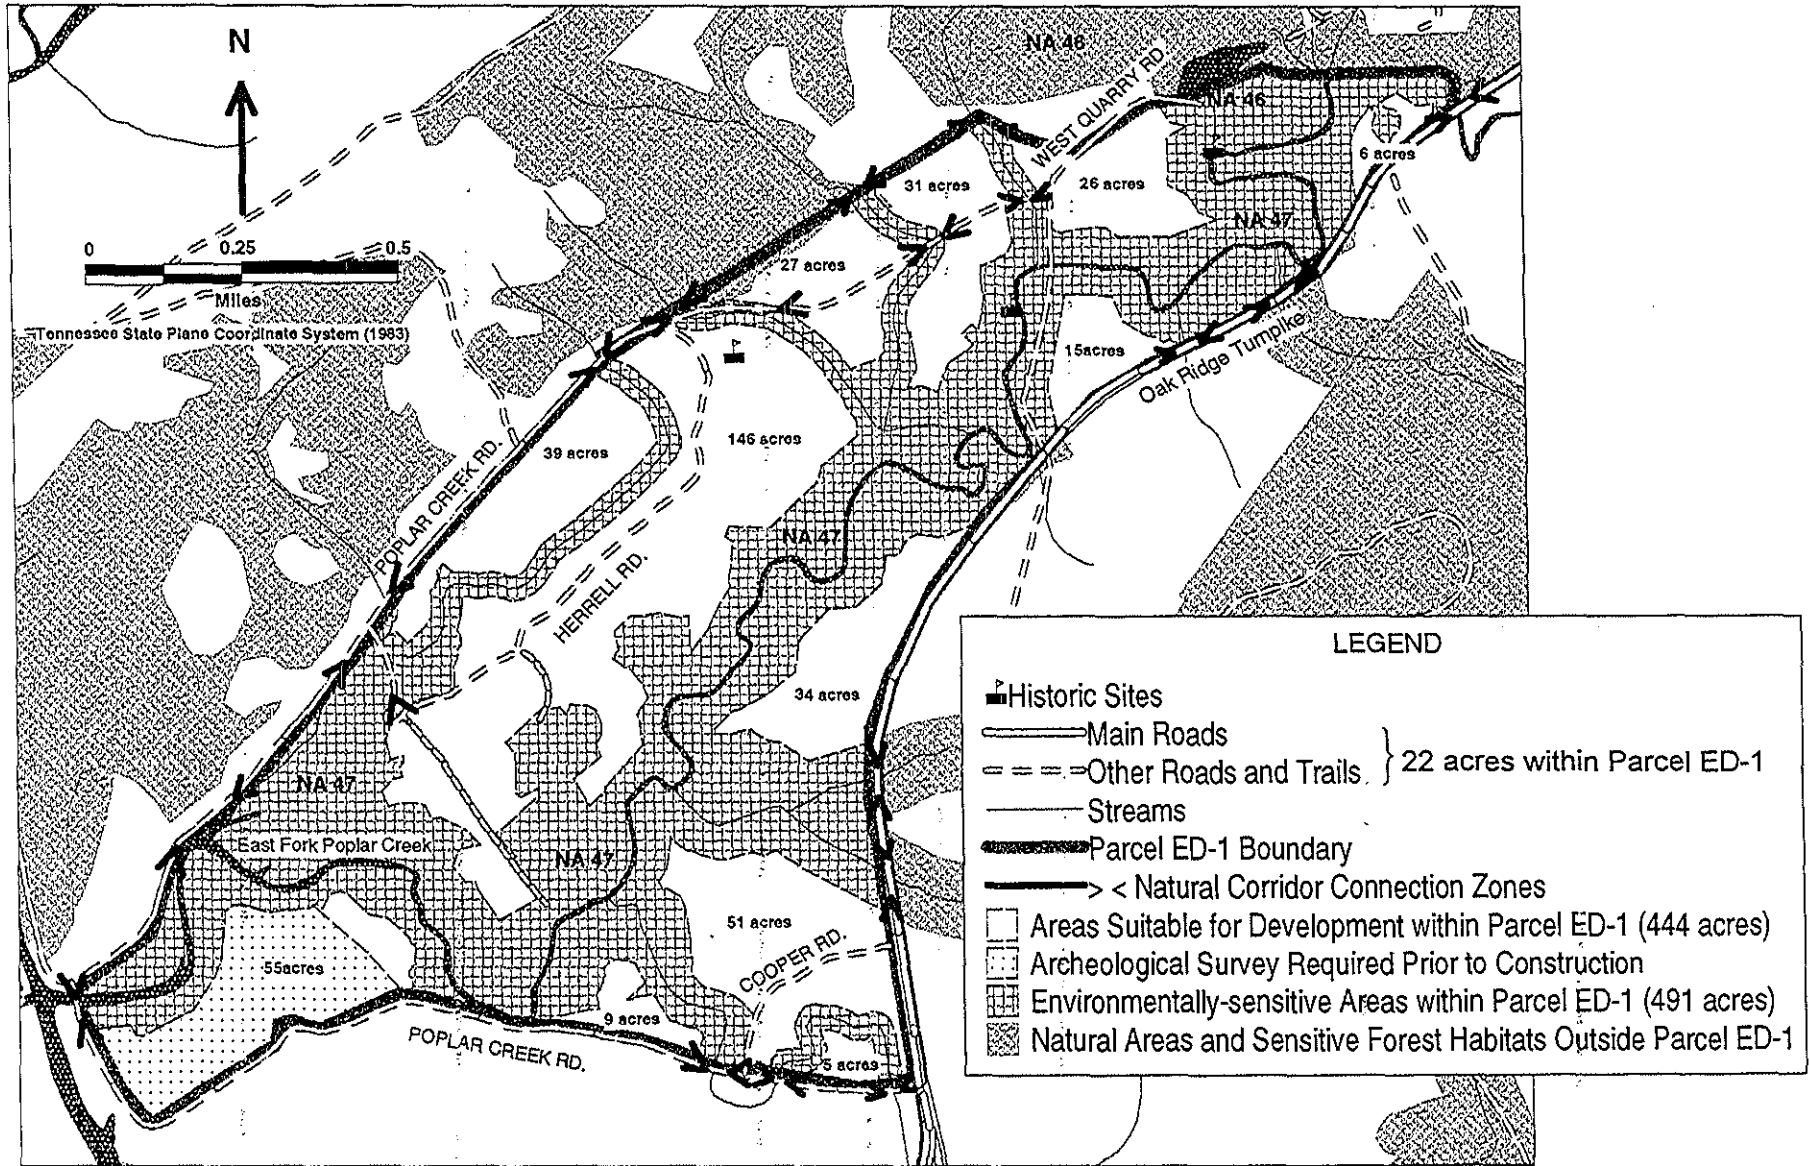 N
NA 46
WEST QUARRY RD.
NA 46
6 acres
31 acres
26 acres
NA 47
0 0.25 0.5
Miles
27 acres
Tennessee State Plane Coordinate System (1983)
15acres
Oak Ridge Turnpike
146 acres
39 acres
POPLAR CREEK RD.
NA 47
HERRELL RD.
34 acres
NA 47
East Fork Poplar Creek
NA 47
51 acres
COOPER RD.
55acres
9 acres
POPLAR CREEK RD.
5 acres
LEGEND
Historic Sites
Main Roads
Other Roads and Trails
22 acres within Parcel ED-1
Streams
Parcel ED-1 Boundary
> < Natural Corridor Connection Zones
Areas Suitable for Development within Parcel ED-1 (444 acres)
Archeological Survey Required Prior to Construction
Environmentally-sensitive Areas within Parcel ED-1 (491 acres)
Natural Areas and Sensitive Forest Habitats Outside Parcel ED-1